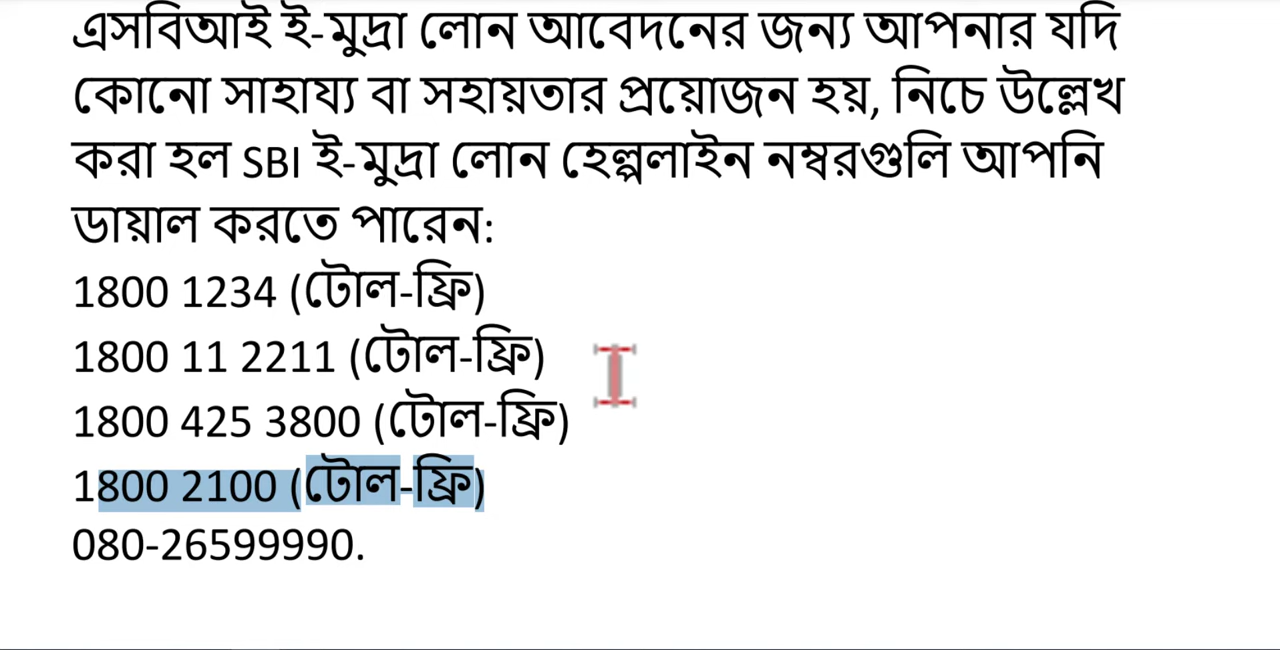 এসবিআই ই-মুদ্রা লোন আবেদনের জন্য আপনার যদি
কোনো সাহায্য বা সহায়তার প্রয়োজন হয়, নিচে উল্লেখ
করা হল SBI ই-মুদ্রা লোন হেল্পলাইন নম্বরগুলি আপনি
ডায়াল করতে পারেন:
1800 1234 (টোল-ফ্রি)
1800 11 2211 (টোল-ফ্রি)
1800 425 3800 (টোল-ফ্রি)
1800 2100 (টোল-ফ্রি)
080-26599990.